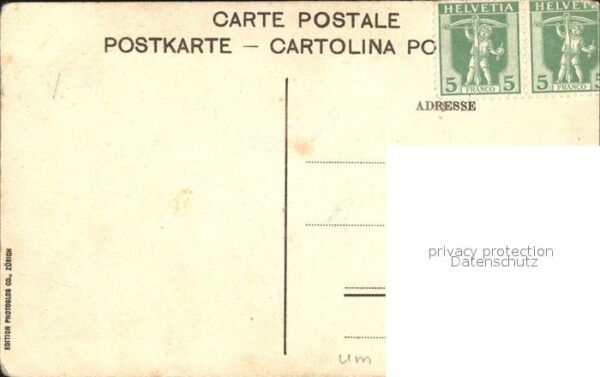 CARTE POSTALE
POSTKARTE — CARTOLINA PO
HELVETIA
5 FRANCO 5
HELVETI
5 FRANCO 5
ADRESSE
privacy protection
Datenschutz
EDITION PHOTOGLOB CO., ZÜRICH
um